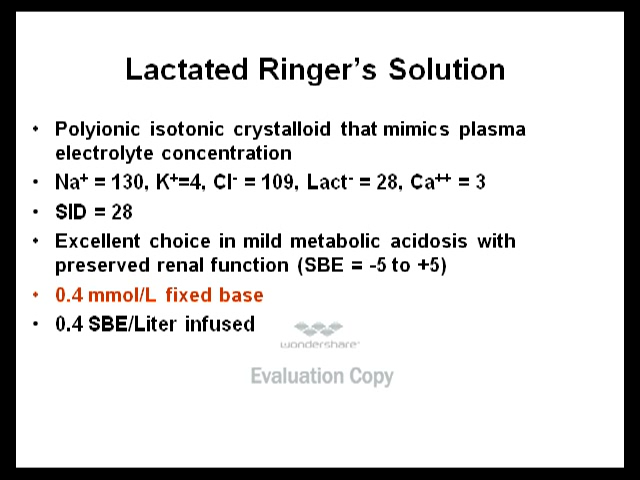 Lactated Ringer's Solution
• Polyionic isotonic crystalloid that mimics plasma
electrolyte concentration
• Na⁺ = 130, K⁺=4, Cl⁻ = 109, Lact⁻ = 28, Ca⁺⁺ = 3
• SID = 28
• Excellent choice in mild metabolic acidosis with
preserved renal function (SBE = -5 to +5)
• 0.4 mmol/L fixed base
• 0.4 SBE/Liter infused
wondershare™
Evaluation Copy